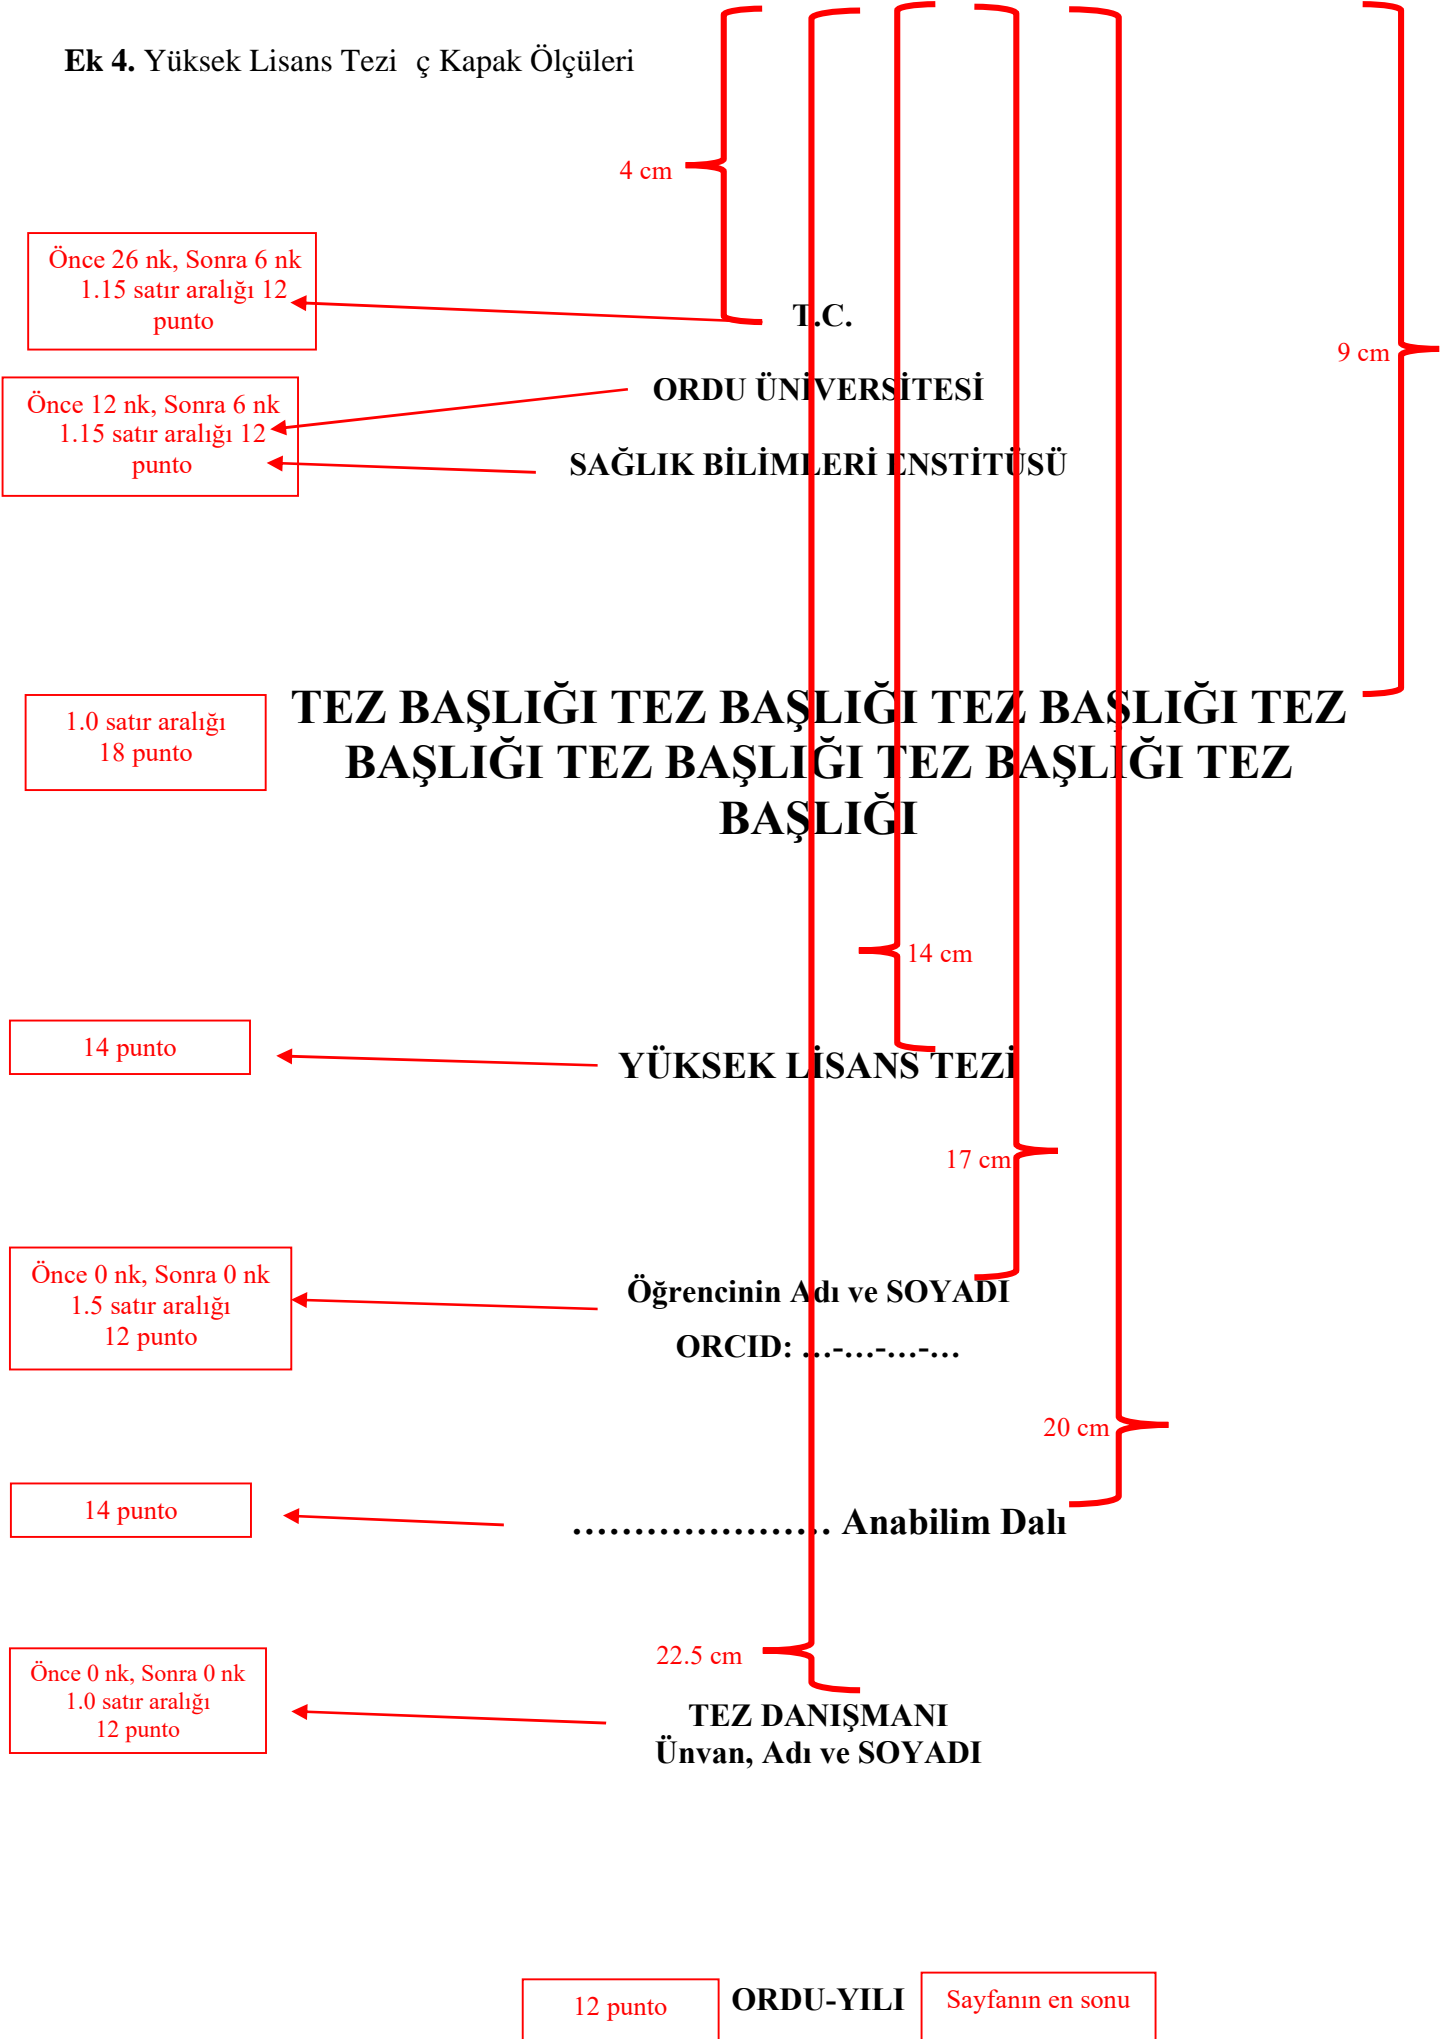 Ek 4. Yüksek Lisans Tezi ç Kapak Ölçüleri
4 cm
Önce 26 nk, Sonra 6 nk
1.15 satır aralığı 12
punto
T.C.
9 cm
Önce 12 nk, Sonra 6 nk
1.15 satır aralığı 12
punto
ORDU ÜNİVERSİTESİ
SAĞLIK BİLİMLERİ ENSTİTÜSÜ
1.0 satır aralığı
18 punto
TEZ BAŞLIĞI TEZ BAŞLIĞI TEZ BAŞLIĞI TEZ
BAŞLIĞI TEZ BAŞLIĞI TEZ BAŞLIĞI TEZ
BAŞLIĞI
14 cm
14 punto
YÜKSEK LİSANS TEZİ
17 cm
Önce 0 nk, Sonra 0 nk
1.5 satır aralığı
12 punto
Öğrencinin Adı ve SOYADI
ORCID: …-…-…-…
20 cm
14 punto
………………… Anabilim Dalı
22.5 cm
Önce 0 nk, Sonra 0 nk
1.0 satır aralığı
12 punto
TEZ DANIŞMANI
Ünvan, Adı ve SOYADI
12 punto
ORDU-YILI
Sayfanın en sonu